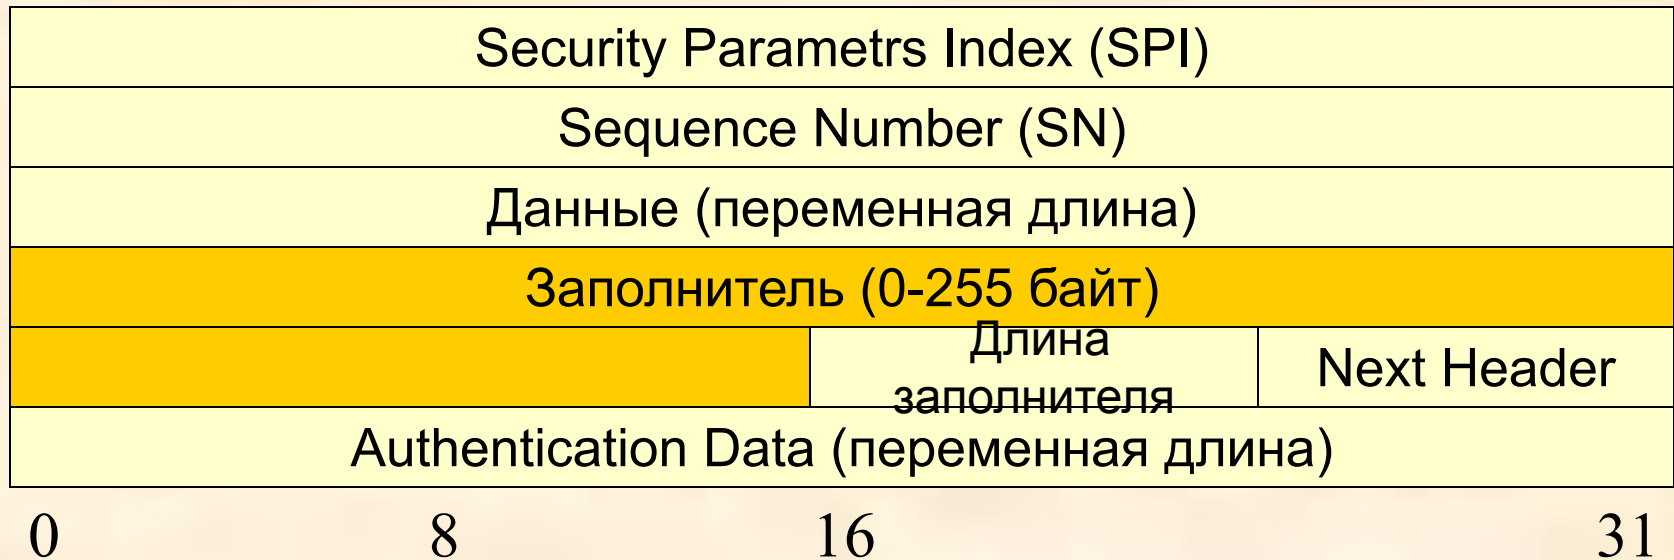 Security Parametrs Index (SPI)
Sequence Number (SN)
Данные (переменная длина)
Заполнитель (0-255 байт)
Длина
заполнителя
Next Header
Authentication Data (переменная длина)
0 8 16 31